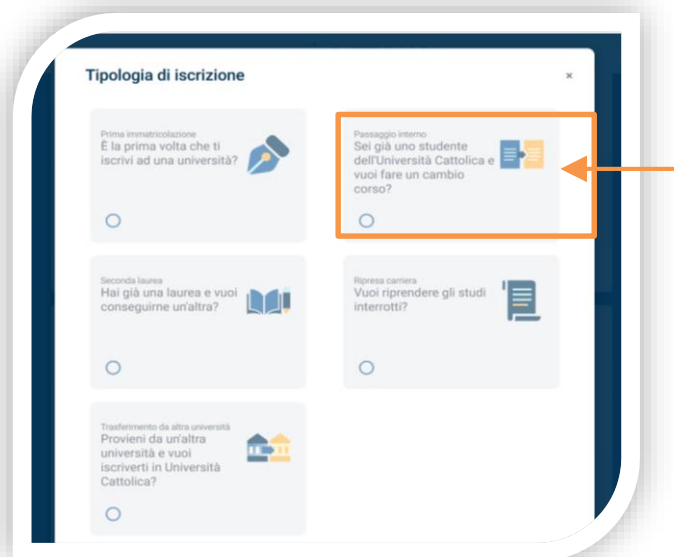 Tipologia di iscrizione
×
Prima immatricolazione
È la prima volta che ti
iscrivi ad una università?
Passaggio interno
Sei già uno studente
dell'Università Cattolica e
vuoi fare un cambio
corso?
Seconda laurea
Hai già una laurea e vuoi
conseguirne un'altra?
Ripresa carriera
Vuoi riprendere gli studi
interrotti?
Trasferimento da altra università
Provieni da un'altra
università e vuoi
iscriverti in Università
Cattolica?